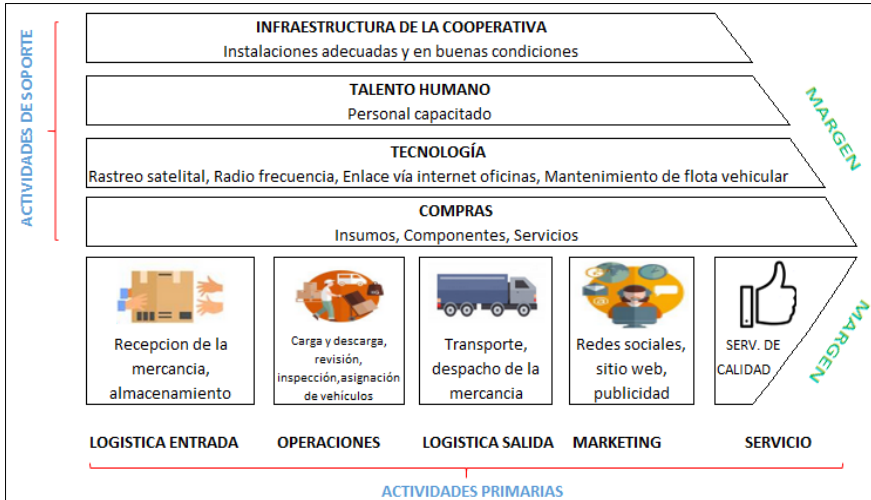 ACTIVIDADES DE SOPORTE
INFRAESTRUCTURA DE LA COOPERATIVA
Instalaciones adecuadas y en buenas condiciones
TALENTO HUMANO
Personal capacitado
TECNOLOGÍA
Rastreo satelital, Radio frecuencia, Enlace vía internet oficinas, Mantenimiento de flota vehicular
COMPRAS
Insumos, Componentes, Servicios
MARGEN
Recepcion de la
mercancia,
almacenamiento
Carga y descarga,
revisión,
inspección,asignación
de vehículos
Transporte,
despacho de la
mercancia
Redes sociales,
sitio web,
publicidad
SERV. DE
CALIDAD
MARGEN
LOGISTICA ENTRADA
OPERACIONES
LOGISTICA SALIDA
MARKETING
SERVICIO
ACTIVIDADES PRIMARIAS